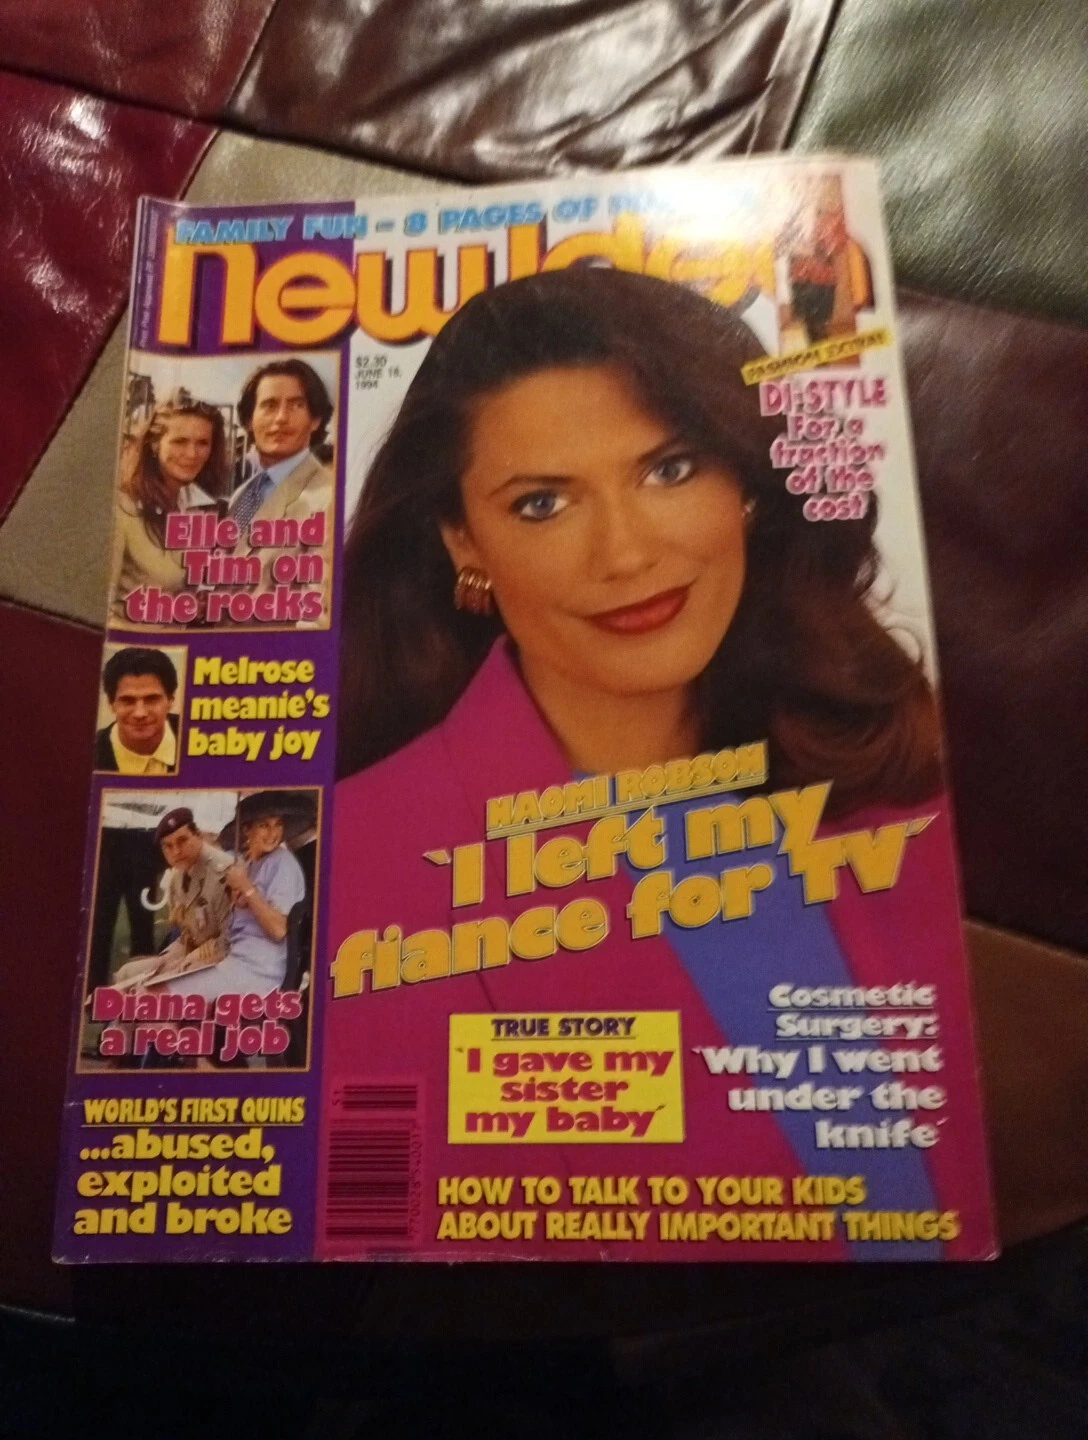 FAMILY FUN - 8 PAGES OF
New Idea
$2.30
JUNE 18,
1994
FASHION EXTRA!
DI-STYLE
For a
fraction
of the
cost
Elle and
Tim on
the rocks
Melrose
meanie's
baby joy
Diana gets
a real job
WORLD'S FIRST QUINS
...abused,
exploited
and broke
NAOMI ROBSON
'I left my
fiance for TV'
TRUE STORY
'I gave my
sister
my baby'
Cosmetic
Surgery:
'Why I went
under the
knife'
HOW TO TALK TO YOUR KIDS
ABOUT REALLY IMPORTANT THINGS